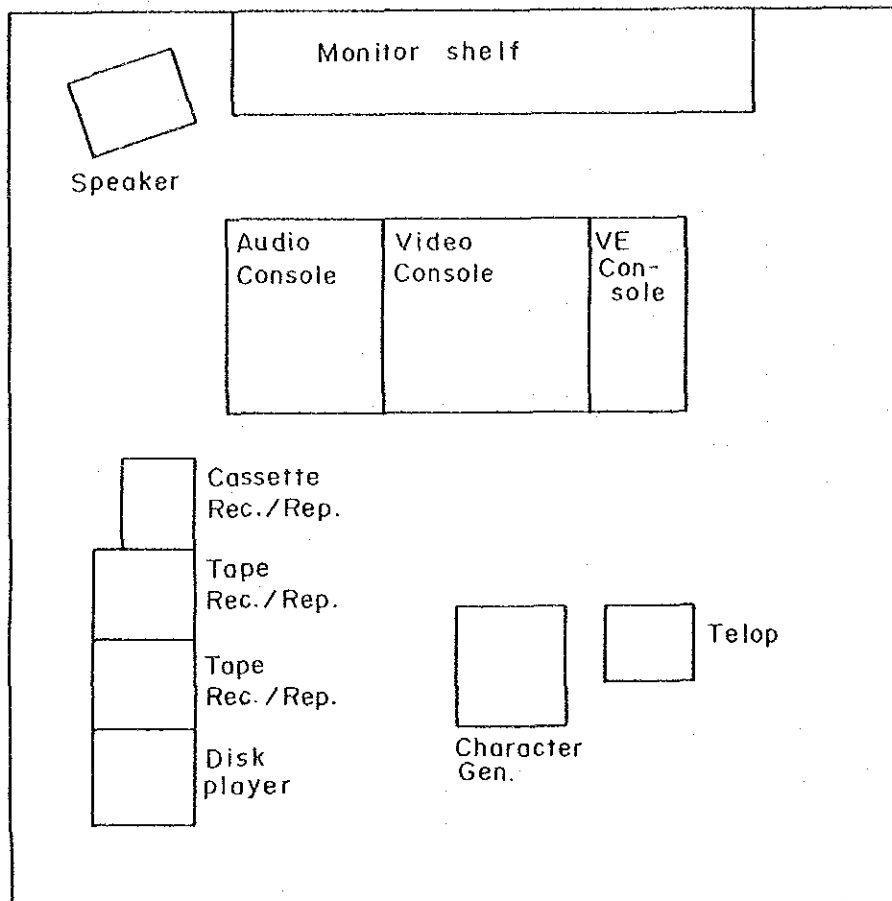 Monitor shelf
Speaker
Audio
Console
Video
Console
VE
Con-
sole
Cassette
Rec./Rep.
Tape
Rec./Rep.
Tape
Rec./Rep.
Disk
player
Character
Gen.
Telop